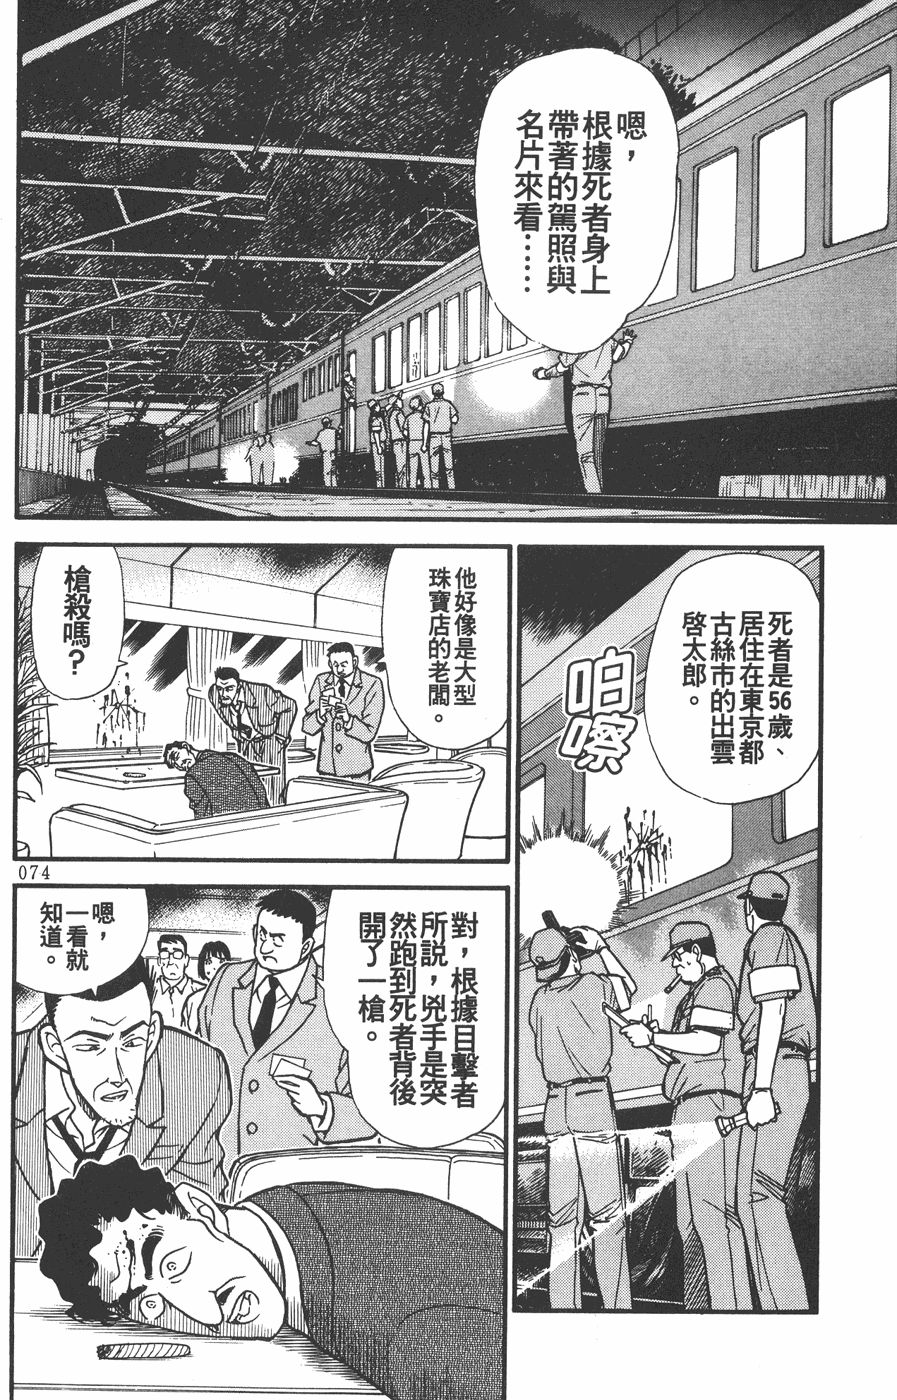 嗯，
根據死者身上
帶著的駕照與
名片來看……
死者是56歲、
居住在東京都
古絲市的出雲
啓太郎。
咱嚓
他好像是大型
珠寶店的老闆。
槍殺嗎？
074
對，根據目擊者
所說，兇手是突
然跑到死者背後
開了一槍。
嗯，
一看就
知道。